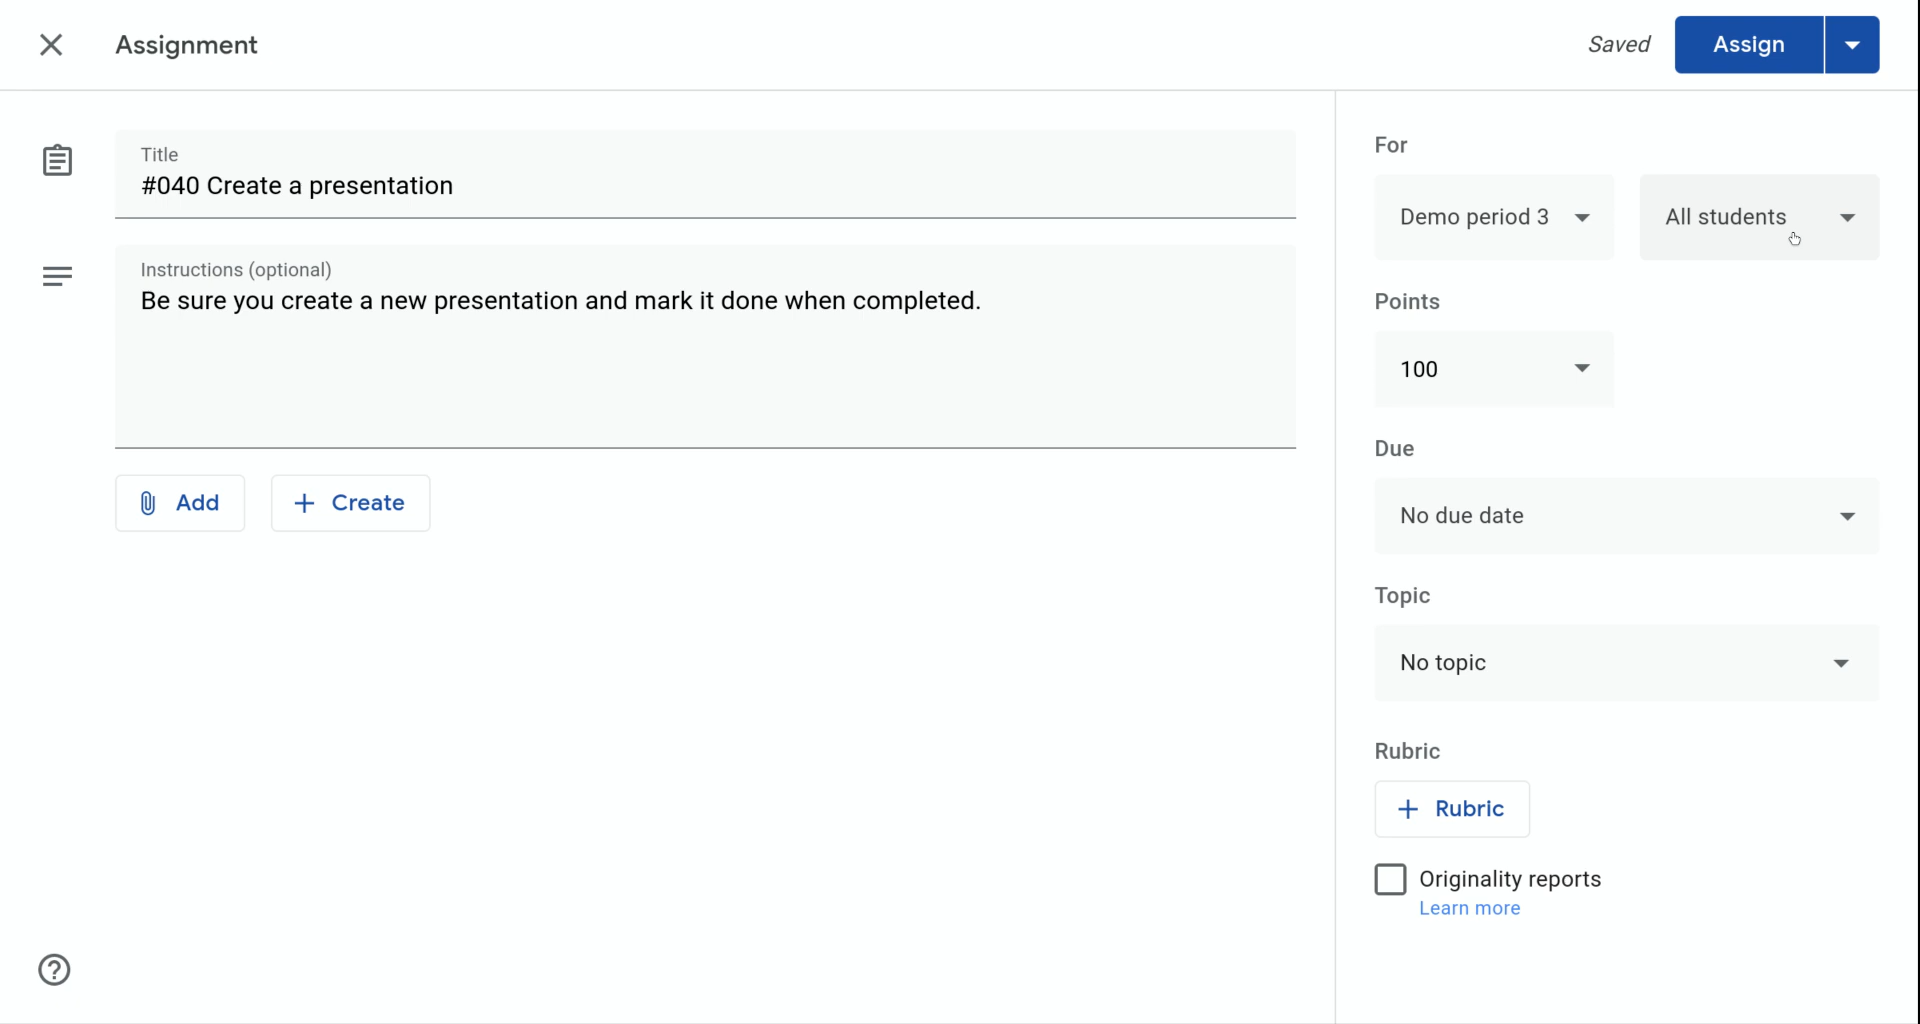 Assignment
Saved
Assign
Title
#040 Create a presentation
Instructions (optional)
Be sure you create a new presentation and mark it done when completed.
Add
Create
For
Demo period 3
All students
Points
100
Due
No due date
Topic
No topic
Rubric
Rubric
Originality reports
Learn more